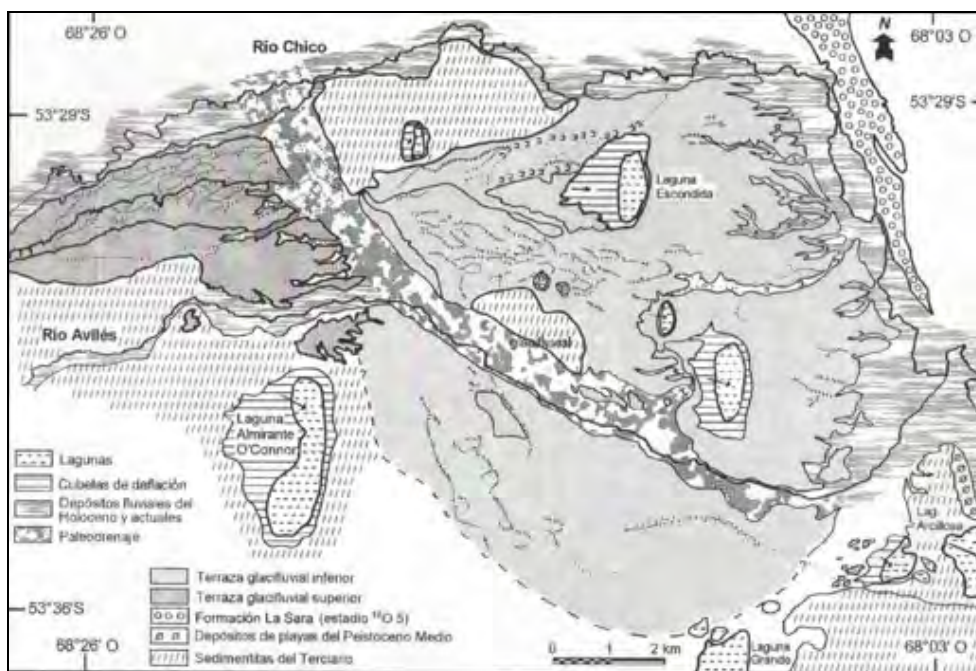 68°26' O
68°03' O
N
Río Chico
53°29'S
53°29'S
Laguna
Escondida
Río Avilés
Laguna
Almirante
O'Connor
Lagunas
Cubetas de deflación
Depósitos fluviales del
Holoceno y actuales
Paleodrenaje
Lag.
Arcillosa
Terraza glacifluvial inferior
Terraza glacifluvial superior
Formación La Sara (estadio ¹⁸O 5)
Depósitos de playas del Peistoceno Medio
Sedimentitas del Terciario
53°36'S
68°26' O
0 1 2 km
Laguna
Grande
68°03' O